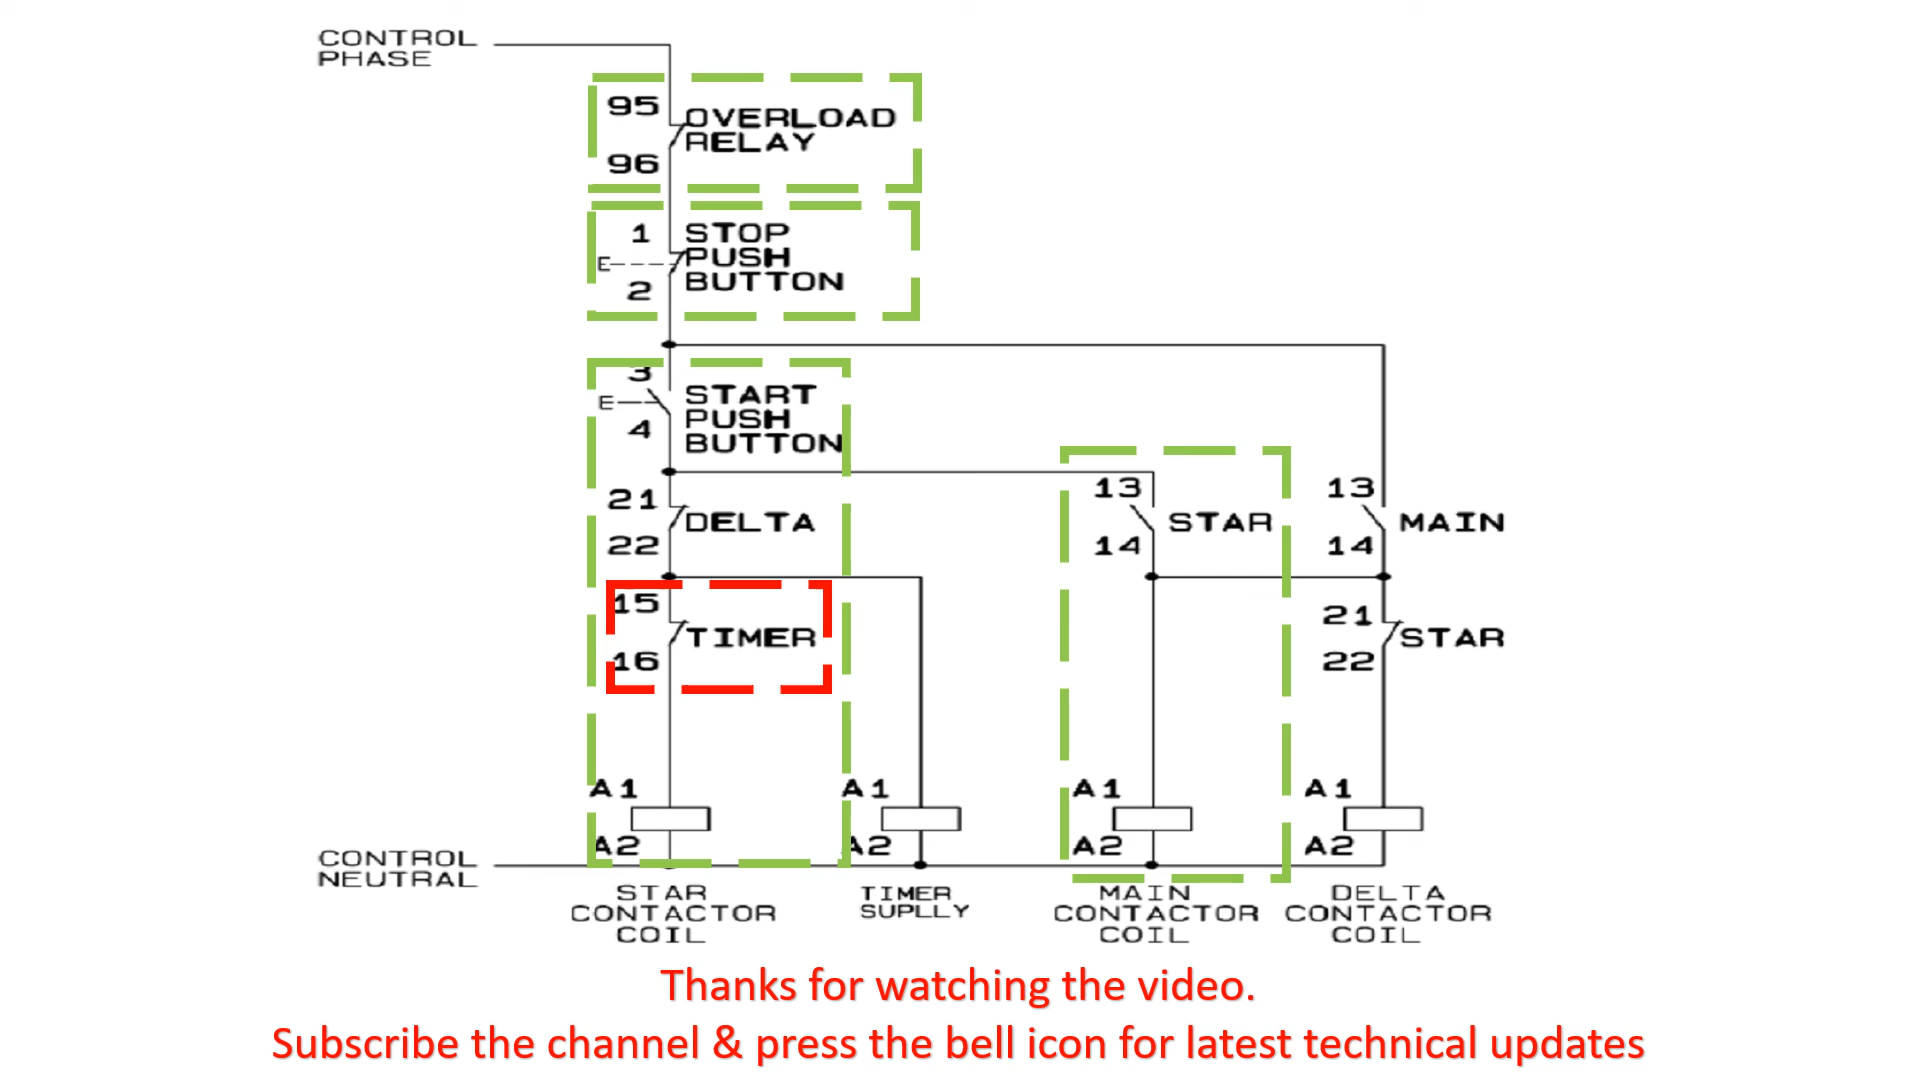 CONTROL
PHASE
95
OVERLOAD
RELAY
96
1
STOP
PUSH
BUTTON
E
2
3
START
PUSH
BUTTON
E
4
21
DELTA
22
13
STAR
14
13
MAIN
14
15
TIMER
16
21
STAR
22
A1
A1
A1
A1
A2
A2
A2
A2
CONTROL
NEUTRAL
STAR
CONTACTOR
COIL
TIMER
SUPLLY
MAIN
CONTACTOR
COIL
DELTA
CONTACTOR
COIL
Thanks for watching the video.
Subscribe the channel & press the bell icon for latest technical updates